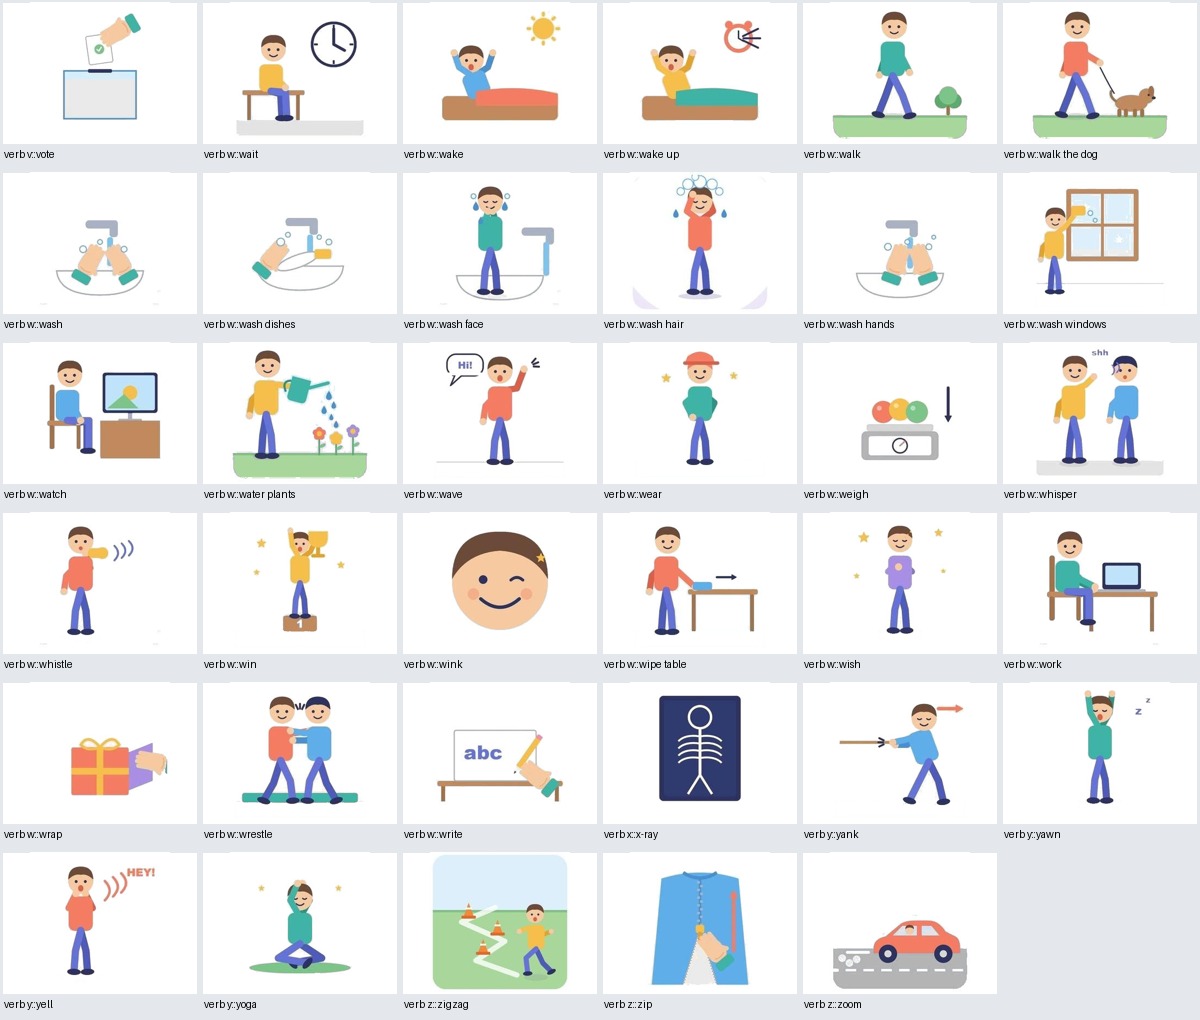 verb v::vote
verb w::wait
verb w::wake
verb w::wake up
verb w::walk
verb w::walk the dog
verb w::wash
verb w::wash dishes
verb w::wash face
verb w::wash hair
verb w::wash hands
verb w::wash windows
Hi!
shh
verb w::watch
verb w::water plants
verb w::wave
verb w::wear
verb w::weigh
verb w::whisper
1
verb w::whistle
verb w::win
verb w::wink
verb w::wipe table
verb w::wish
verb w::work
abc
z
z
verb w::wrap
verb w::wrestle
verb w::write
verb x::x-ray
verb y::yank
verb y::yawn
HEY!
verb y::yell
verb y::yoga
verb z::zigzag
verb z::zip
verb z::zoom